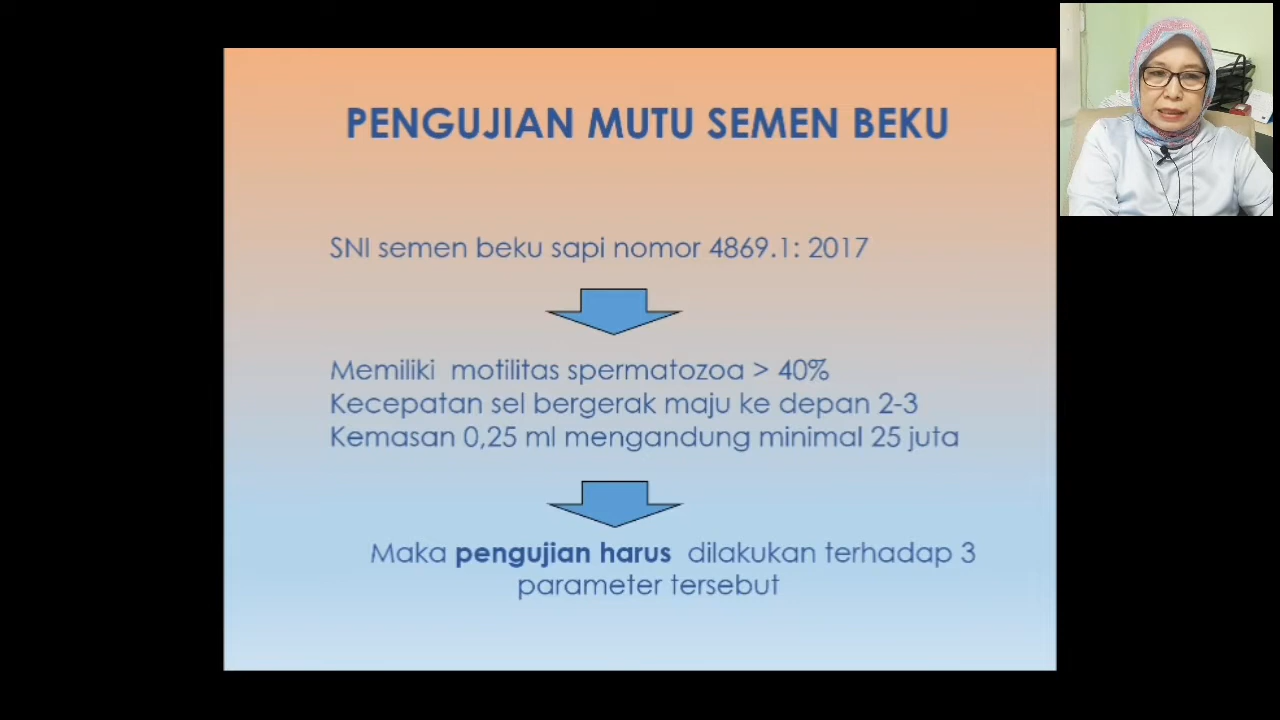 PENGUJIAN MUTU SEMEN BEKU
SNI semen beku sapi nomor 4869.1: 2017
Memiliki motilitas spermatozoa > 40%
Kecepatan sel bergerak maju ke depan 2-3
Kemasan 0,25 ml mengandung minimal 25 juta
Maka pengujian harus dilakukan terhadap 3
parameter tersebut